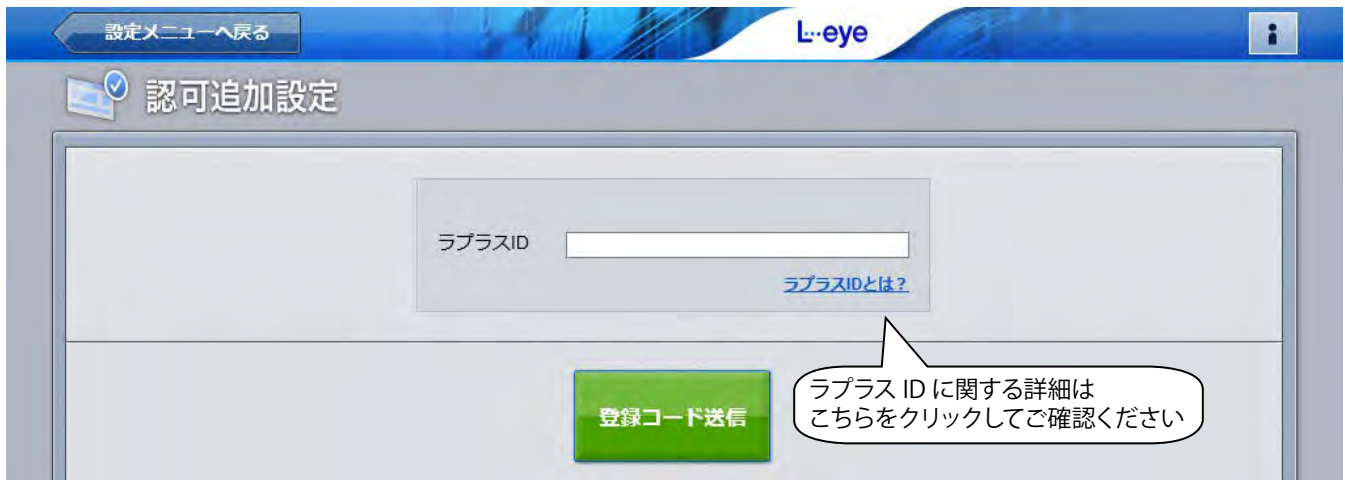 設定メニューへ戻る
L・・eye
認可追加設定
ラプラスID
ラプラスIDとは?
ラプラス ID に関する詳細は
こちらをクリックしてご確認ください
登録コード送信